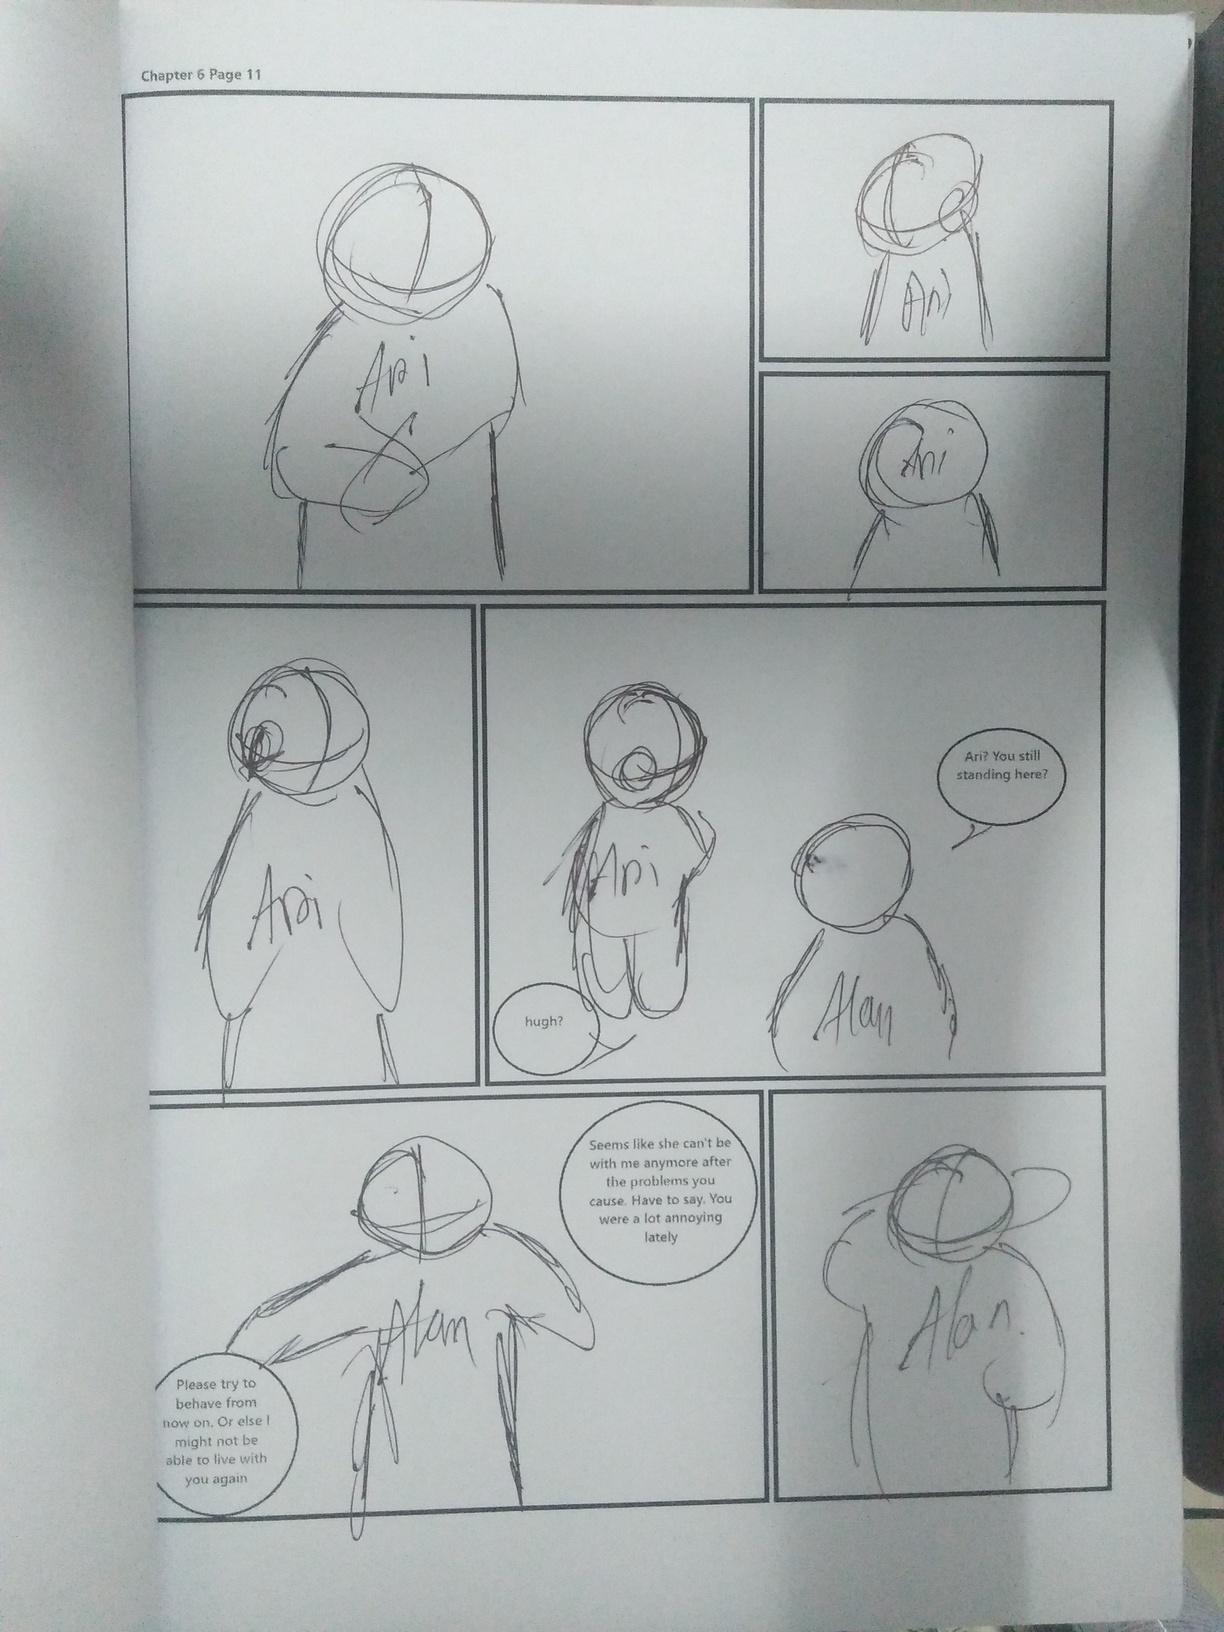 Chapter 6 Page 11
Ari
Ari
Ari
Ari
Ari? You still
standing here?
Ari
Alan
hugh?
Seems like she can't be
with me anymore after
the problems you
cause. Have to say. You
were a lot annoying
lately
Alan
Please try to
behave from
now on. Or else I
might not be
able to live with
you again
Alan.